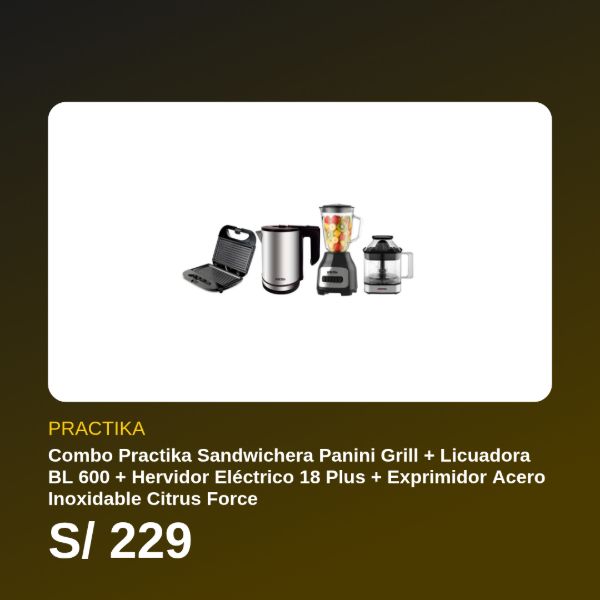 PRACTIKA
Combo Practika Sandwichera Panini Grill + Licuadora
BL 600 + Hervidor Eléctrico 18 Plus + Exprimidor Acero
Inoxidable Citrus Force
S/ 229